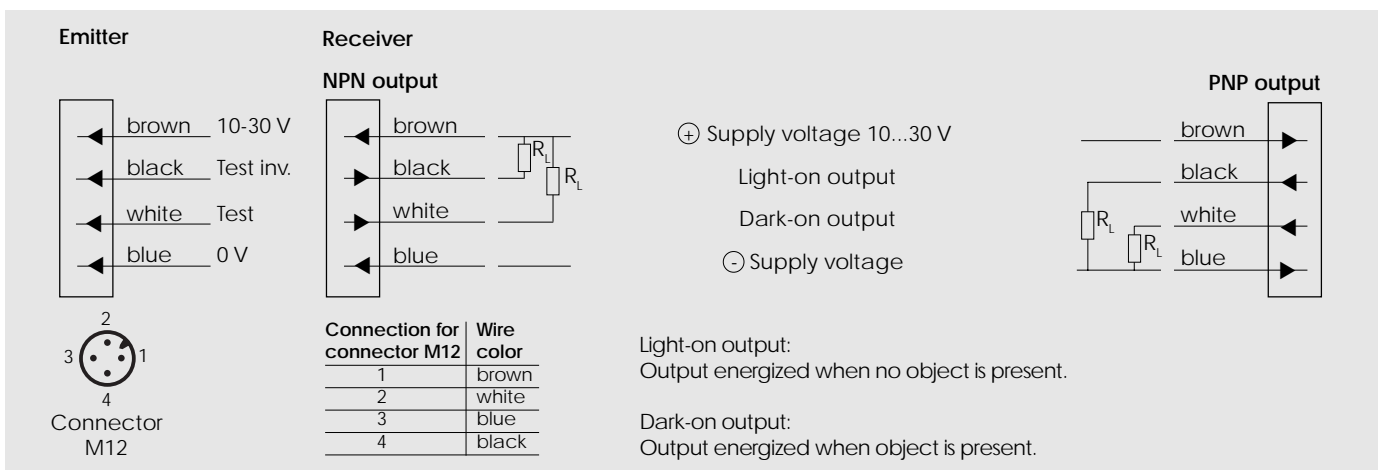 Emitter
Receiver
NPN output
PNP output
brown 10-30 V
black Test inv.
white Test
blue 0 V
brown
black
white
blue
RL
RL
+ Supply voltage 10...30 V
Light-on output
Dark-on output
- Supply voltage
brown
black
white
blue
RL
RL
2
3
1
4
Connector
M12
Connection for connector M12 | Wire color
1 brown
2 white
3 blue
4 black
Light-on output:
Output energized when no object is present.
Dark-on output:
Output energized when object is present.